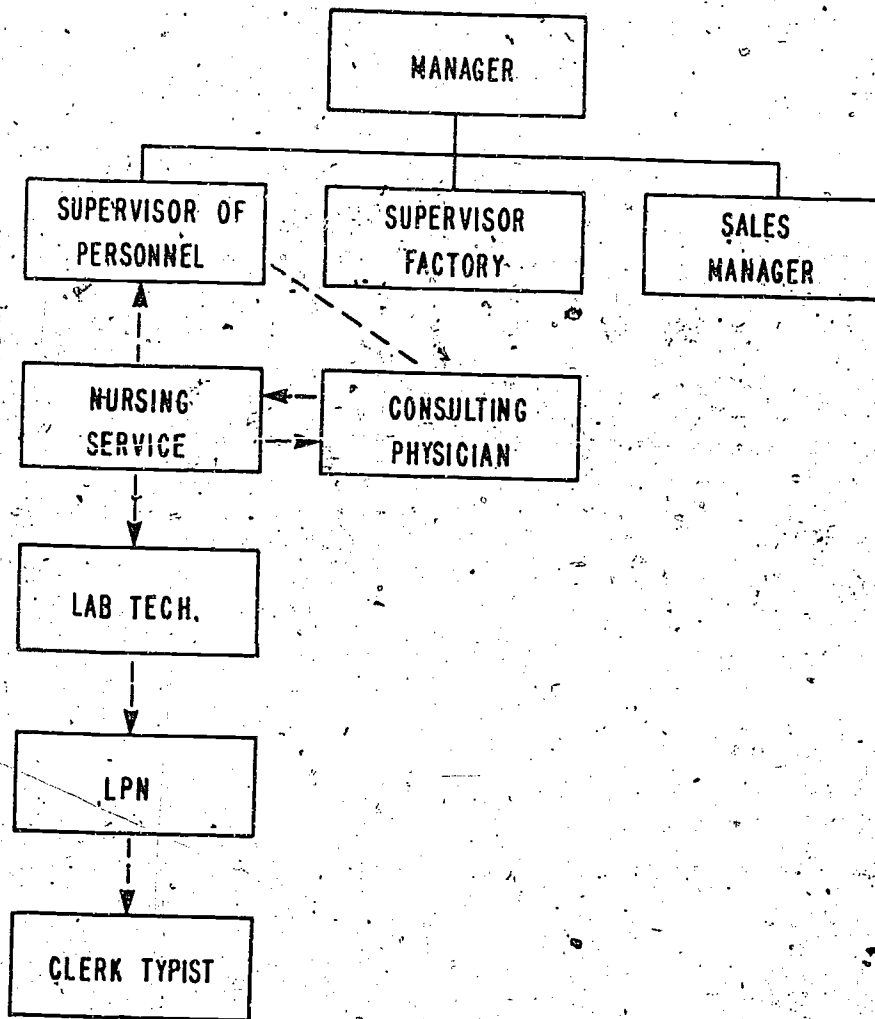 MANAGER
SUPERVISOR OF
PERSONNEL
SUPERVISOR
FACTORY
SALES
MANAGER
NURSING
SERVICE
CONSULTING
PHYSICIAN
LAB TECH.
LPN
CLERK TYPIST